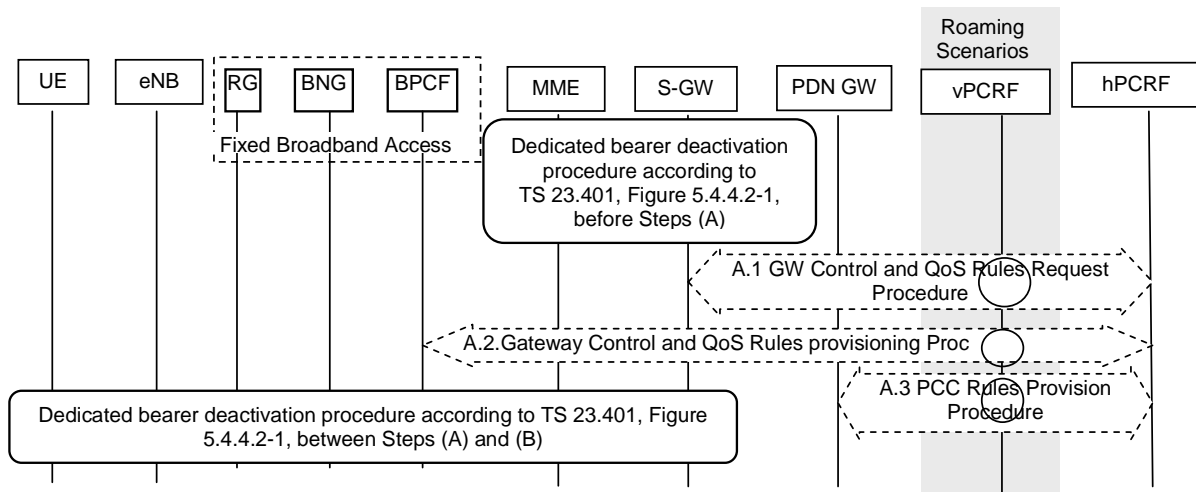 Roaming
Scenarios
UE
eNB
RG
BNG
BPCF
MME
S-GW
PDN GW
vPCRF
hPCRF
Fixed Broadband Access
Dedicated bearer deactivation
procedure according to
TS 23.401, Figure 5.4.4.2-1,
before Steps (A)
A.1 GW Control and QoS Rules Request
Procedure
A.2.Gateway Control and QoS Rules provisioning Proc
A.3 PCC Rules Provision
Procedure
Dedicated bearer deactivation procedure according to TS 23.401, Figure
5.4.4.2-1, between Steps (A) and (B)